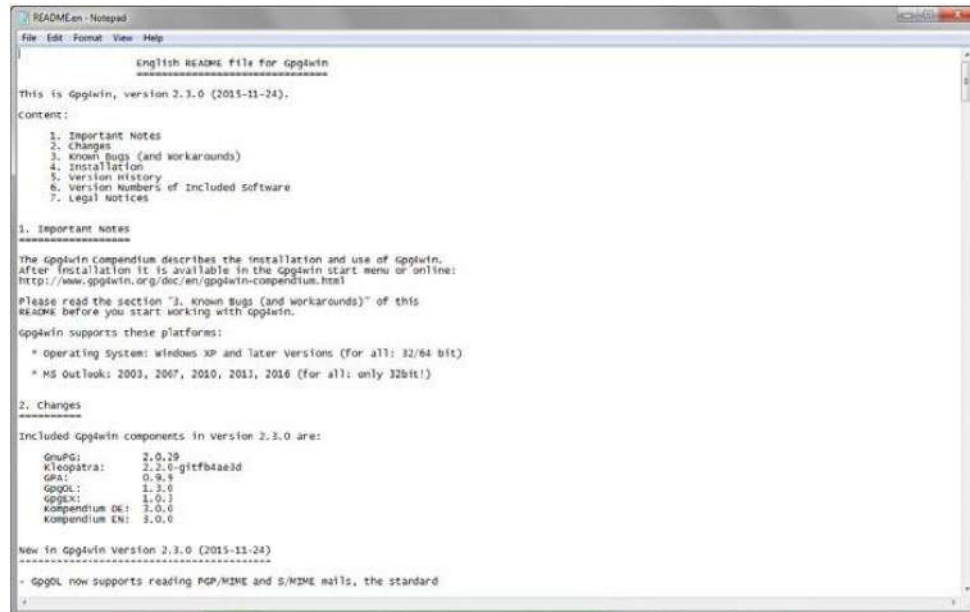 README.en - Notepad
File Edit Format View Help
English README file for Gpg4win
===============================
This is Gpg4win, version 2.3.0 (2015-11-24).
Content:
1. Important Notes
2. Changes
3. Known Bugs (and Workarounds)
4. Installation
5. Version History
6. Version Numbers of Included Software
7. Legal Notices
1. Important Notes
==================
The Gpg4win Compendium describes the installation and use of Gpg4win.
After installation it is available in the Gpg4win start menu or online:
http://www.gpg4win.org/doc/en/gpg4win-compendium.html
Please read the section "3. Known Bugs (and Workarounds)" of this
README before you start working with Gpg4win.
Gpg4win supports these platforms:
* Operating System: Windows XP and later versions (for all: 32/64 bit)
* MS Outlook: 2003, 2007, 2010, 2013, 2016 (for all: only 32bit!)
2. Changes
==========
Included Gpg4win components in version 2.3.0 are:
GnuPG: 2.0.29
Kleopatra: 2.2.0-gitfb4ae3d
GPA: 0.9.9
GpgOL: 1.3.0
GpgEX: 1.0.3
Kompendium DE: 3.0.0
Kompendium EN: 3.0.0
New in Gpg4win Version 2.3.0 (2015-11-24)
-----------------------------------------
- GpgOL now supports reading PGP/MIME and S/MIME mails, the standard